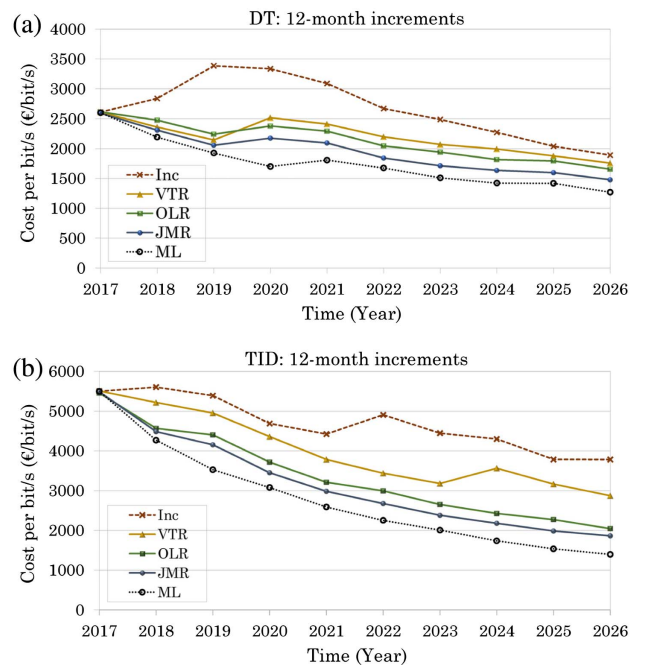 (a)
DT: 12-month increments
Cost per bit/s (€/bit/s)
4000
3500
3000
2500
2000
1500
1000
500
0
Inc
VTR
OLR
JMR
ML
2017 2018 2019 2020 2021 2022 2023 2024 2025 2026
Time (Year)
(b)
TID: 12-month increments
Cost per bit/s (€/bit/s)
6000
5000
4000
3000
2000
1000
0
Inc
VTR
OLR
JMR
ML
2017 2018 2019 2020 2021 2022 2023 2024 2025 2026
Time (Year)